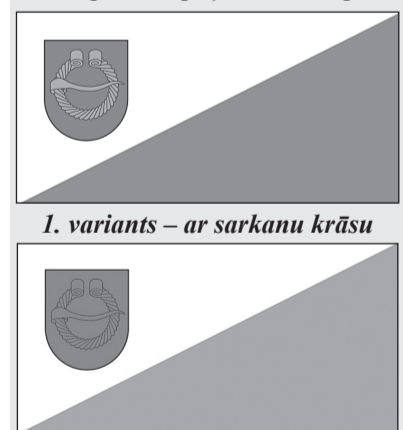 1. variants – ar sarkanu krāsu